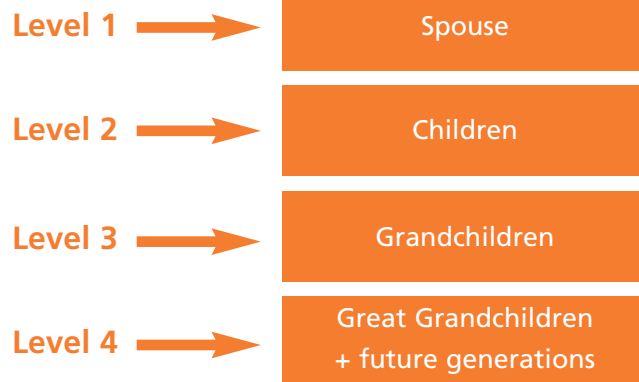 Level 1
Spouse
Level 2
Children
Level 3
Grandchildren
Level 4
Great Grandchildren
+ future generations